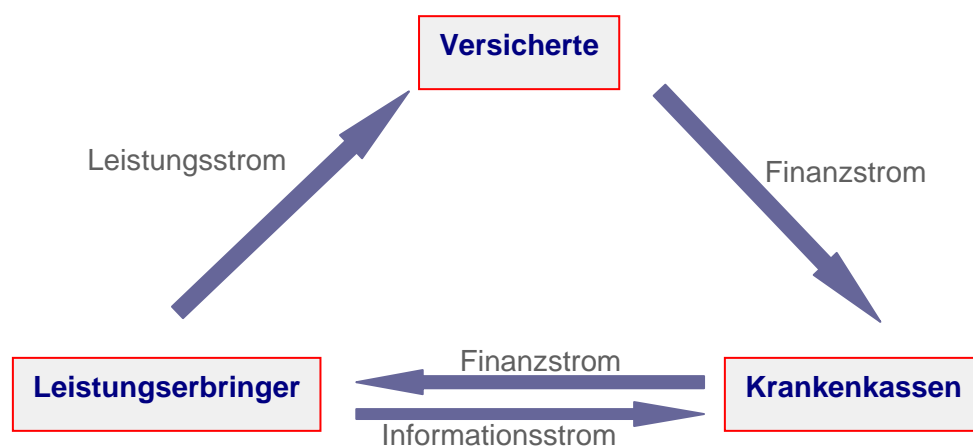 Versicherte
Leistungsstrom
Finanzstrom
Finanzstrom
Leistungserbringer
Krankenkassen
Informationsstrom